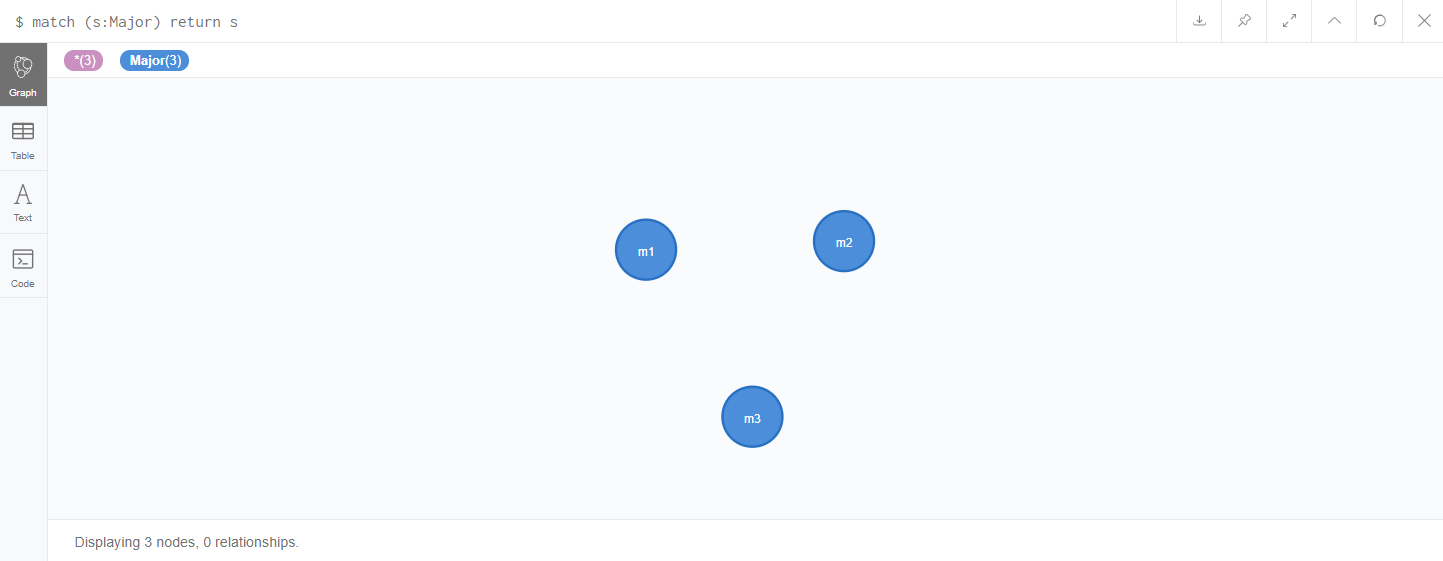 $ match (s:Major) return s
*(3) Major(3)
Graph
Table
Text
Code
m1
m2
m3
Displaying 3 nodes, 0 relationships.